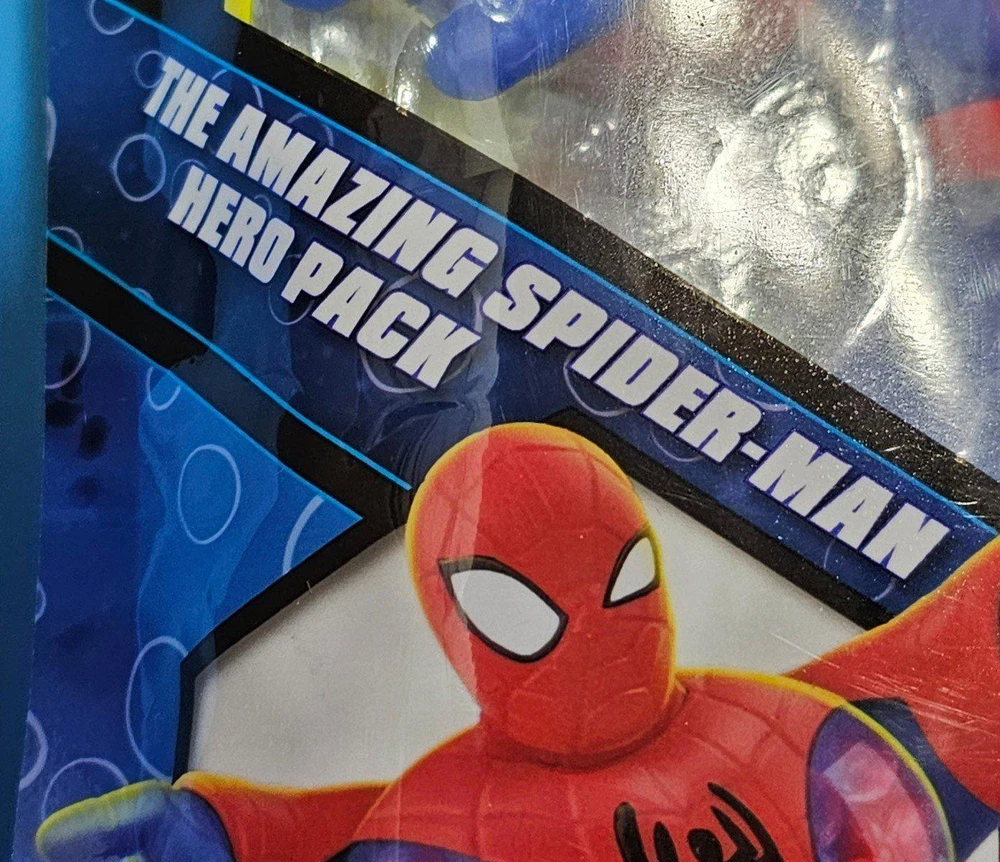 THE AMAZING SPIDER-MAN
HERO PACK